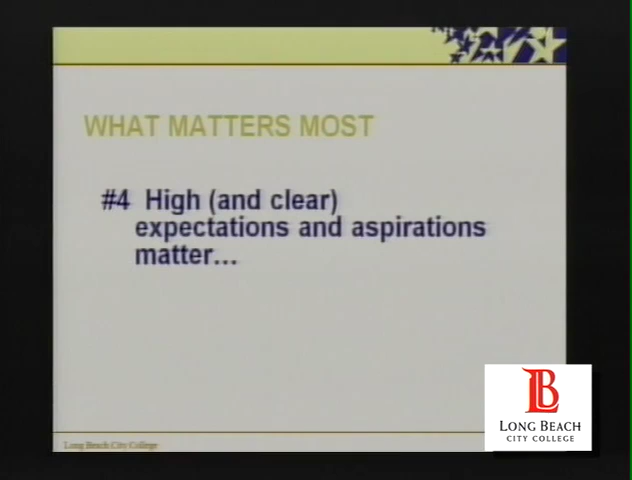 WHAT MATTERS MOST
#4 High (and clear)
expectations and aspirations
matter...
Long Beach City College
LB
LONG BEACH
CITY COLLEGE